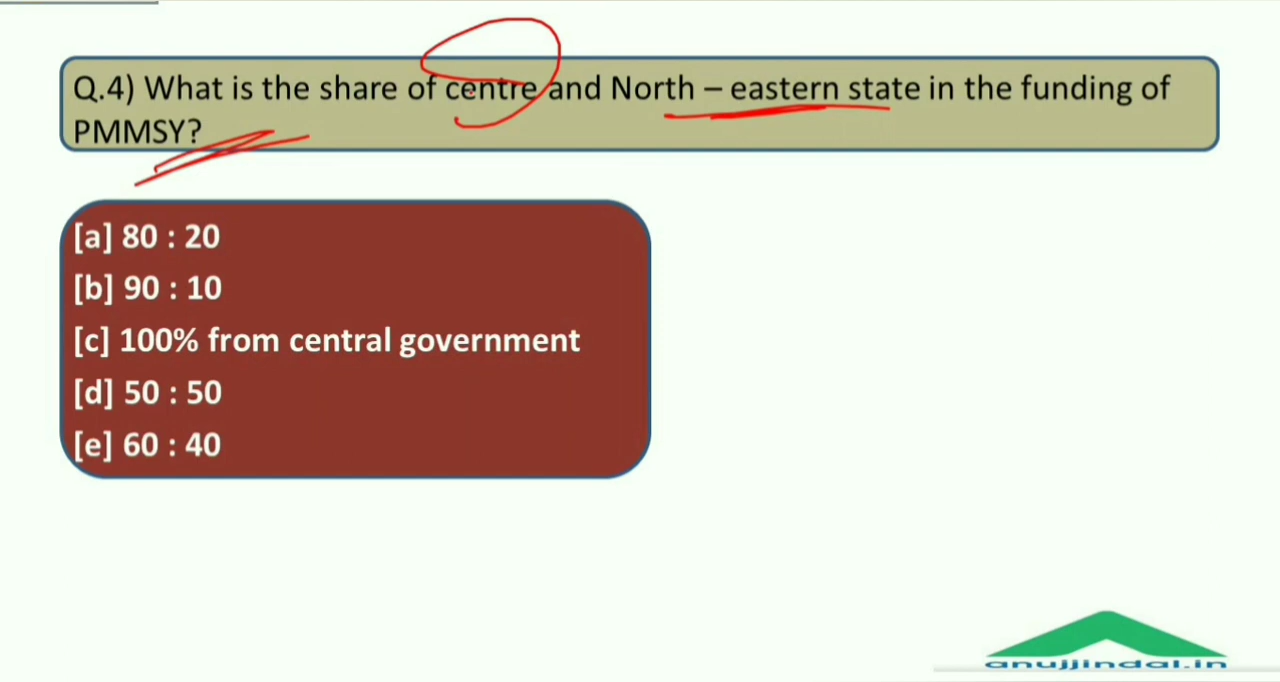 Q.4) What is the share of centre and North – eastern state in the funding of
PMMSY?
[a] 80 : 20
[b] 90 : 10
[c] 100% from central government
[d] 50 : 50
[e] 60 : 40
anujjindal.in